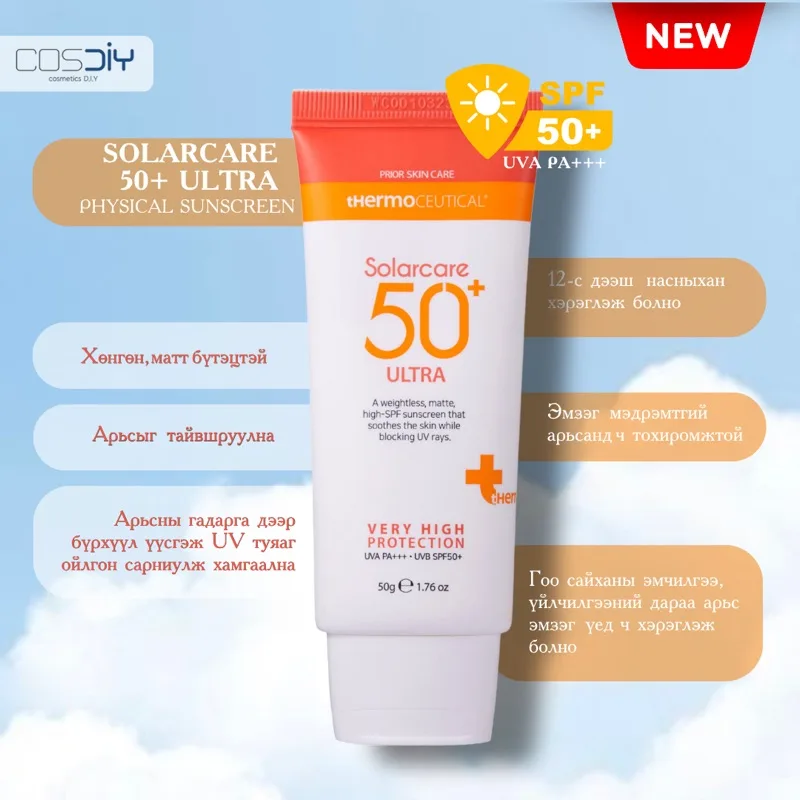 COSDiY
cosmetics D.I.Y
NEW
SPF
50+
UVA PA+++
SOLARCARE
50+ ULTRA
PHYSICAL SUNSCREEN
Хөнгөн, матт бүтэцтэй
Арьсыг тайвшруулна
Арьсны гадарга дээр
бүрхүүл үүсгэж UV туяаг
ойлгон сарниулж хамгаална
PRIOR SKIN CARE
tHermoCEUTICAL®
Solarcare
50+
ULTRA
A weightless, matte,
high-SPF sunscreen that
soothes the skin while
blocking UV rays.
tHerm
VERY HIGH
PROTECTION
UVA PA+++ • UVB SPF50+
50g e 1.76 oz
12-с дээш насныхан
хэрэглэж болно
Эмзэг мэдрэмтгий
арьсанд ч тохиромжтой
Гоо сайханы эмчилгээ,
үйлчилгээний дараа арьс
эмзэг үед ч хэрэглэж
болно